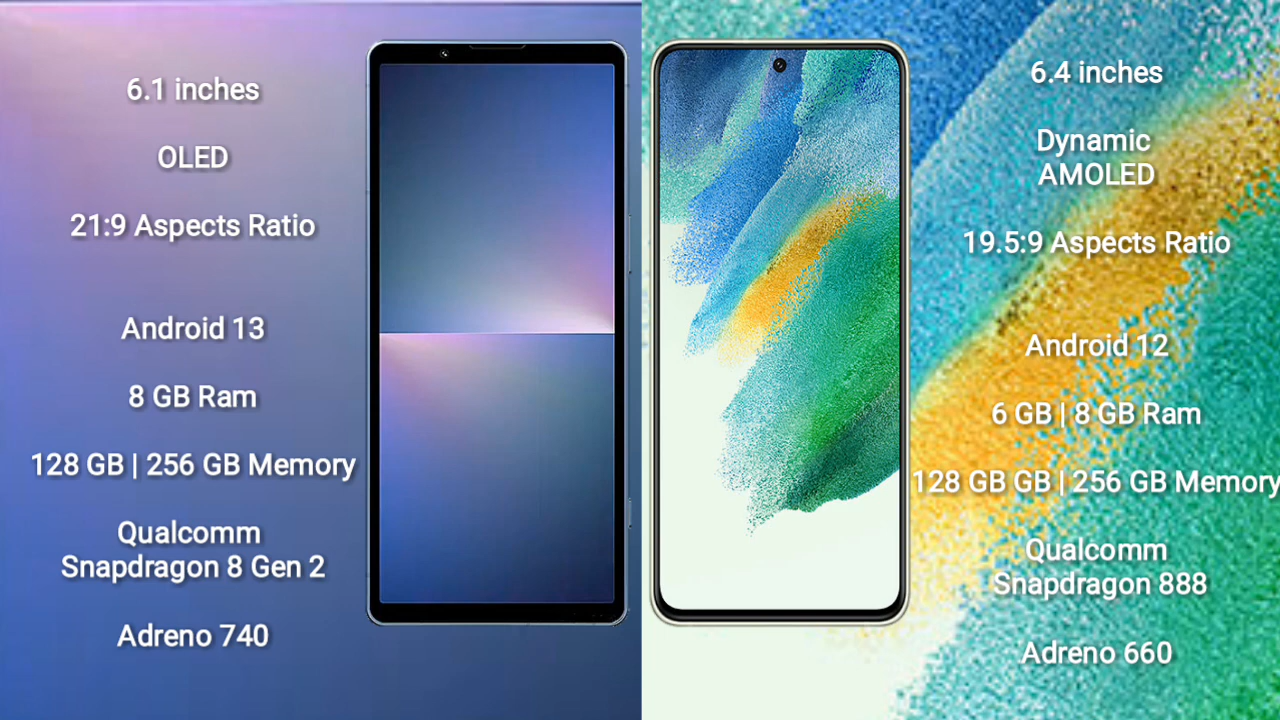 6.1 inches
OLED
21:9 Aspects Ratio
Android 13
8 GB Ram
128 GB | 256 GB Memory
Qualcomm
Snapdragon 8 Gen 2
Adreno 740
6.4 inches
Dynamic
AMOLED
19.5:9 Aspects Ratio
Android 12
6 GB | 8 GB Ram
128 GB GB | 256 GB Memory
Qualcomm
Snapdragon 888
Adreno 660